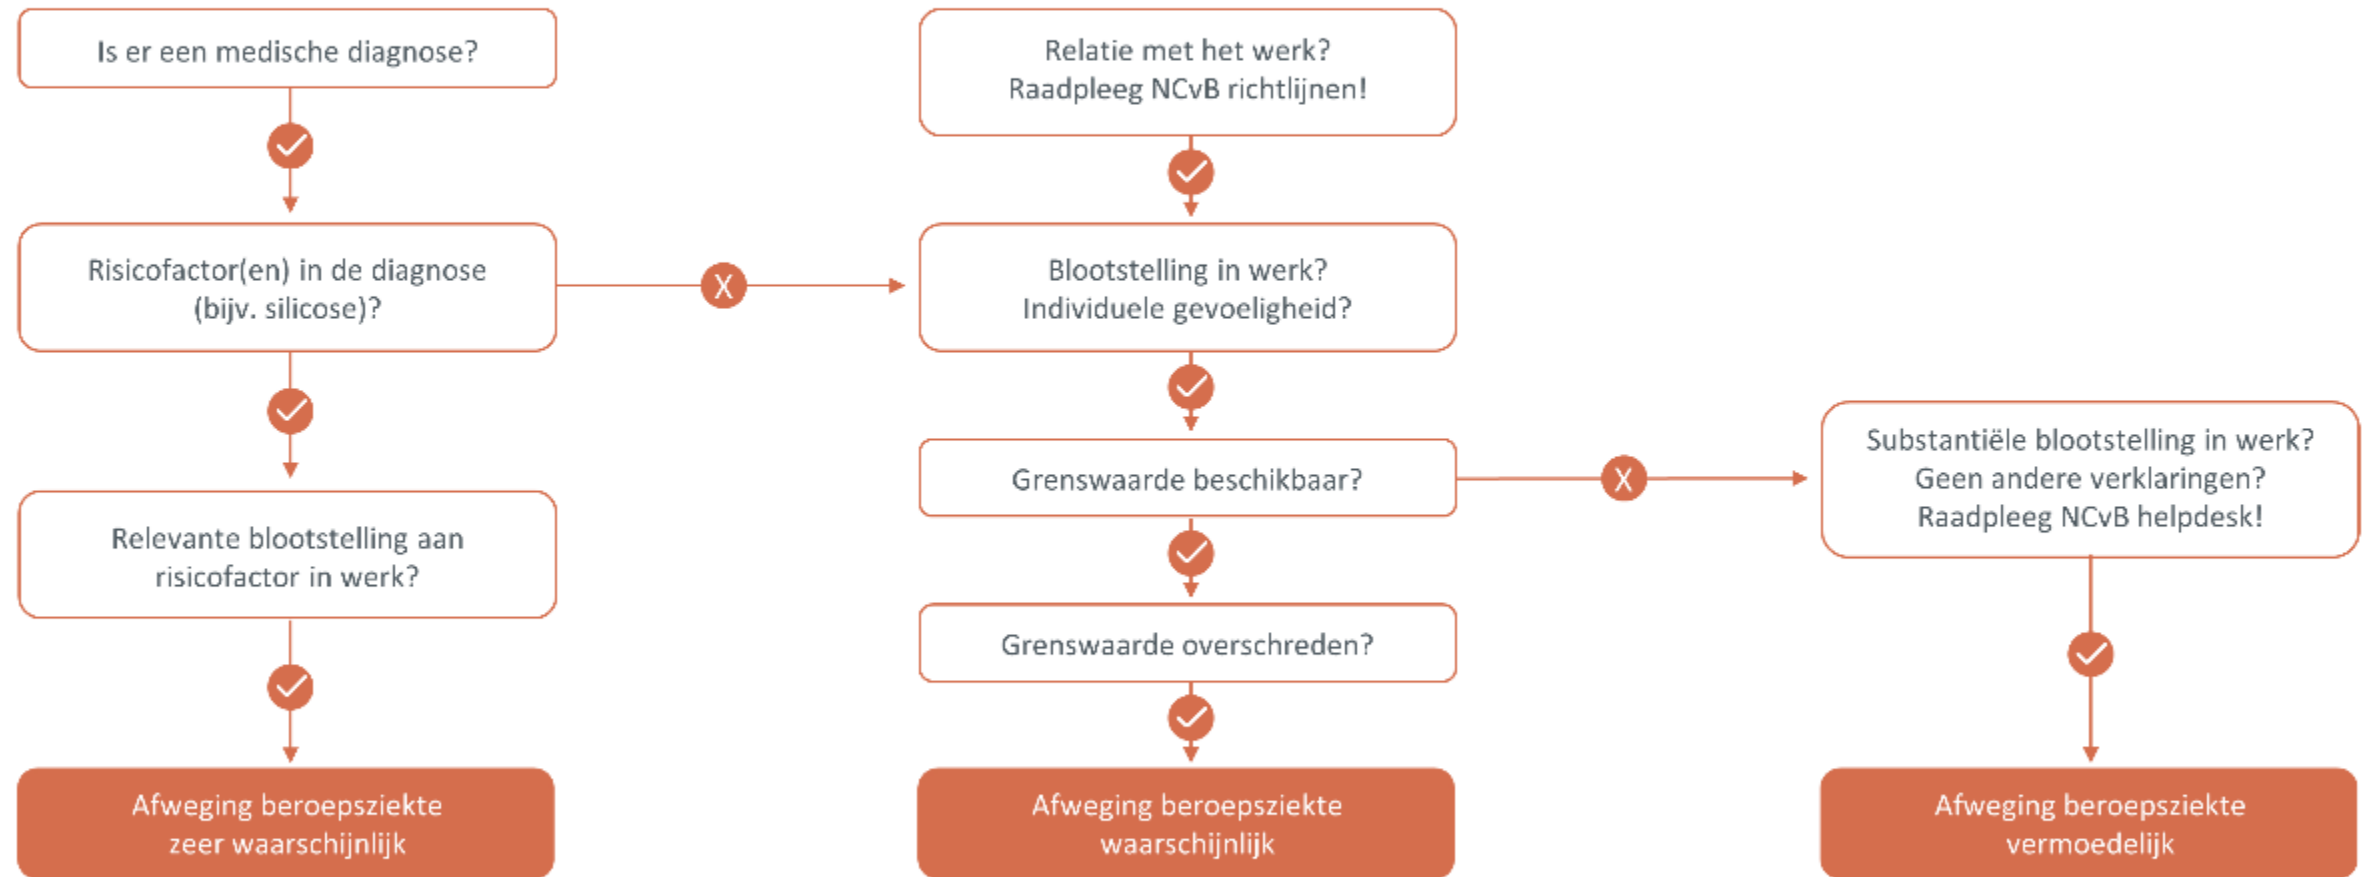 Is er een medische diagnose?
Risicofactor(en) in de diagnose
(bijv. silicose)?
Relevante blootstelling aan
risicofactor in werk?
Afweging beroepsziekte
zeer waarschijnlijk
X
Relatie met het werk?
Raadpleeg NCvB richtlijnen!
Blootstelling in werk?
Individuele gevoeligheid?
Grenswaarde beschikbaar?
Grenswaarde overschreden?
Afweging beroepsziekte
waarschijnlijk
X
Substantiële blootstelling in werk?
Geen andere verklaringen?
Raadpleeg NCvB helpdesk!
Afweging beroepsziekte
vermoedelijk